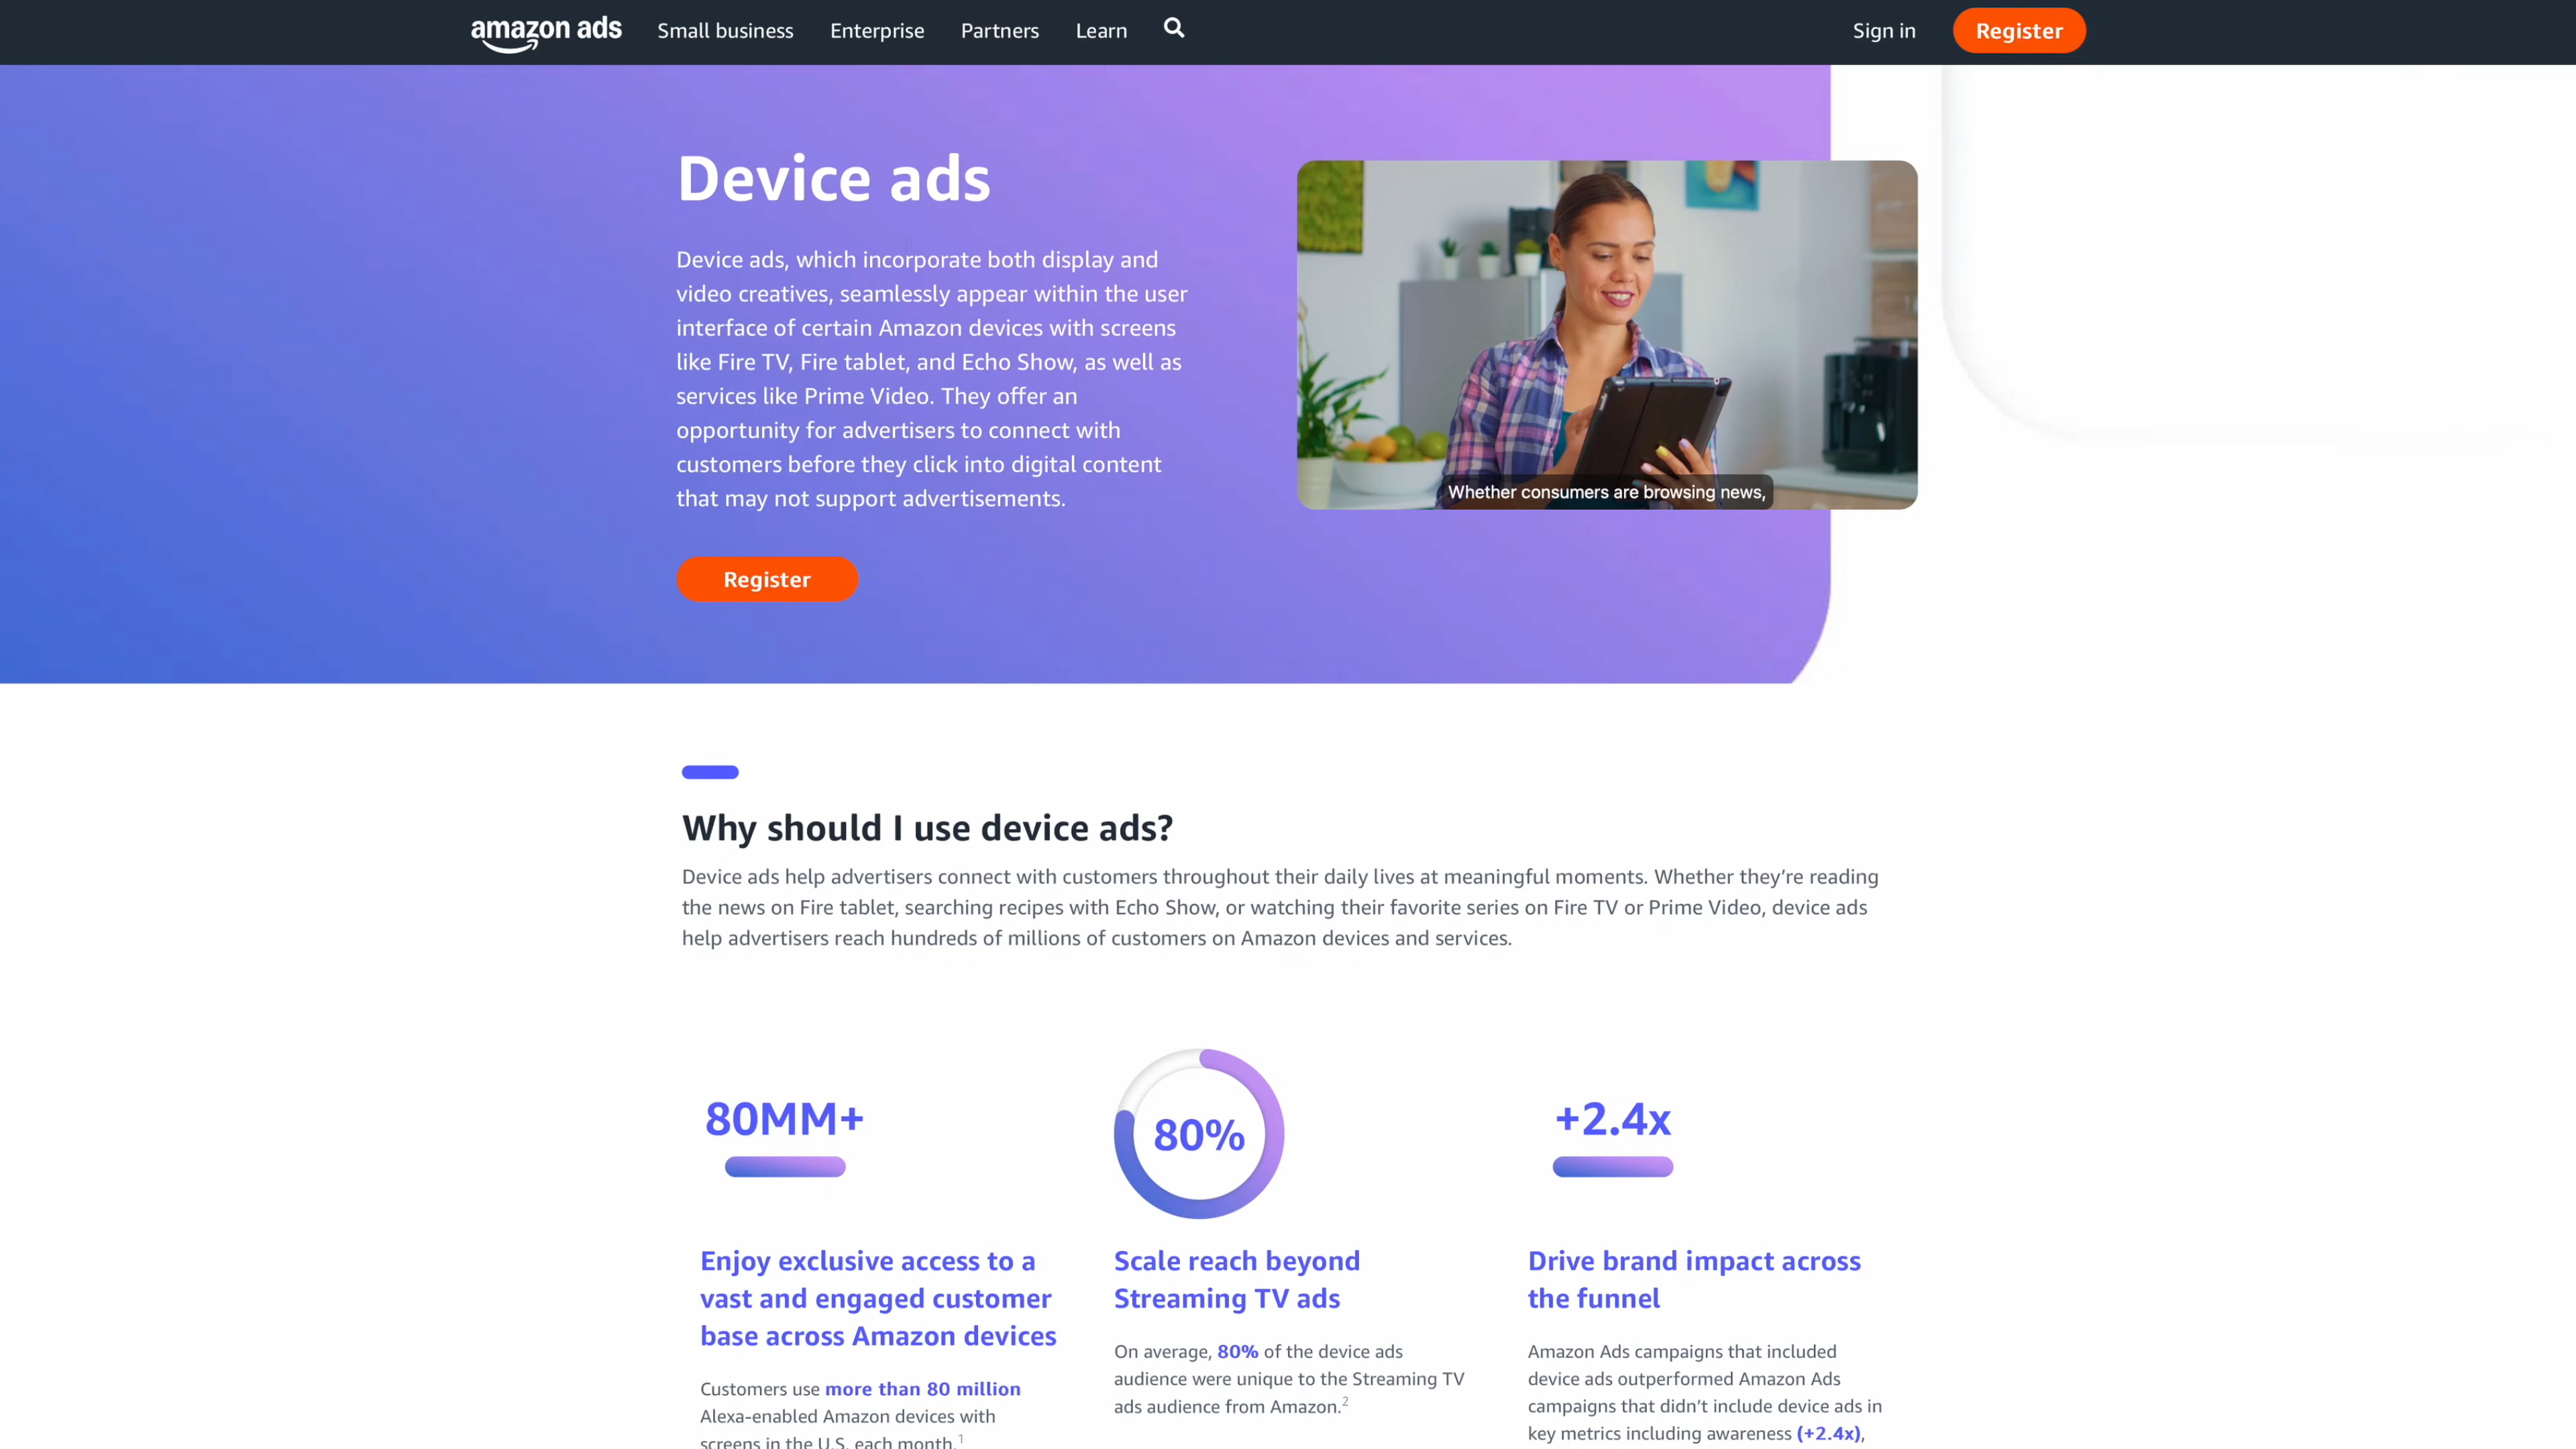 amazon ads Small business Enterprise Partners Learn Sign in Register
Device ads
Device ads, which incorporate both display and
video creatives, seamlessly appear within the user
interface of certain Amazon devices with screens
like Fire TV, Fire tablet, and Echo Show, as well as
services like Prime Video. They offer an
opportunity for advertisers to connect with
customers before they click into digital content
that may not support advertisements.
Register
Whether consumers are browsing news,
Why should I use device ads?
Device ads help advertisers connect with customers throughout their daily lives at meaningful moments. Whether they’re reading
the news on Fire tablet, searching recipes with Echo Show, or watching their favorite series on Fire TV or Prime Video, device ads
help advertisers reach hundreds of millions of customers on Amazon devices and services.
80MM+
Enjoy exclusive access to a
vast and engaged customer
base across Amazon devices
Customers use more than 80 million
Alexa-enabled Amazon devices with
screens in the U.S. each month.1
80%
Scale reach beyond
Streaming TV ads
On average, 80% of the device ads
audience were unique to the Streaming TV
ads audience from Amazon.2
+2.4x
Drive brand impact across
the funnel
Amazon Ads campaigns that included
device ads outperformed Amazon Ads
campaigns that didn’t include device ads in
key metrics including awareness (+2.4x),